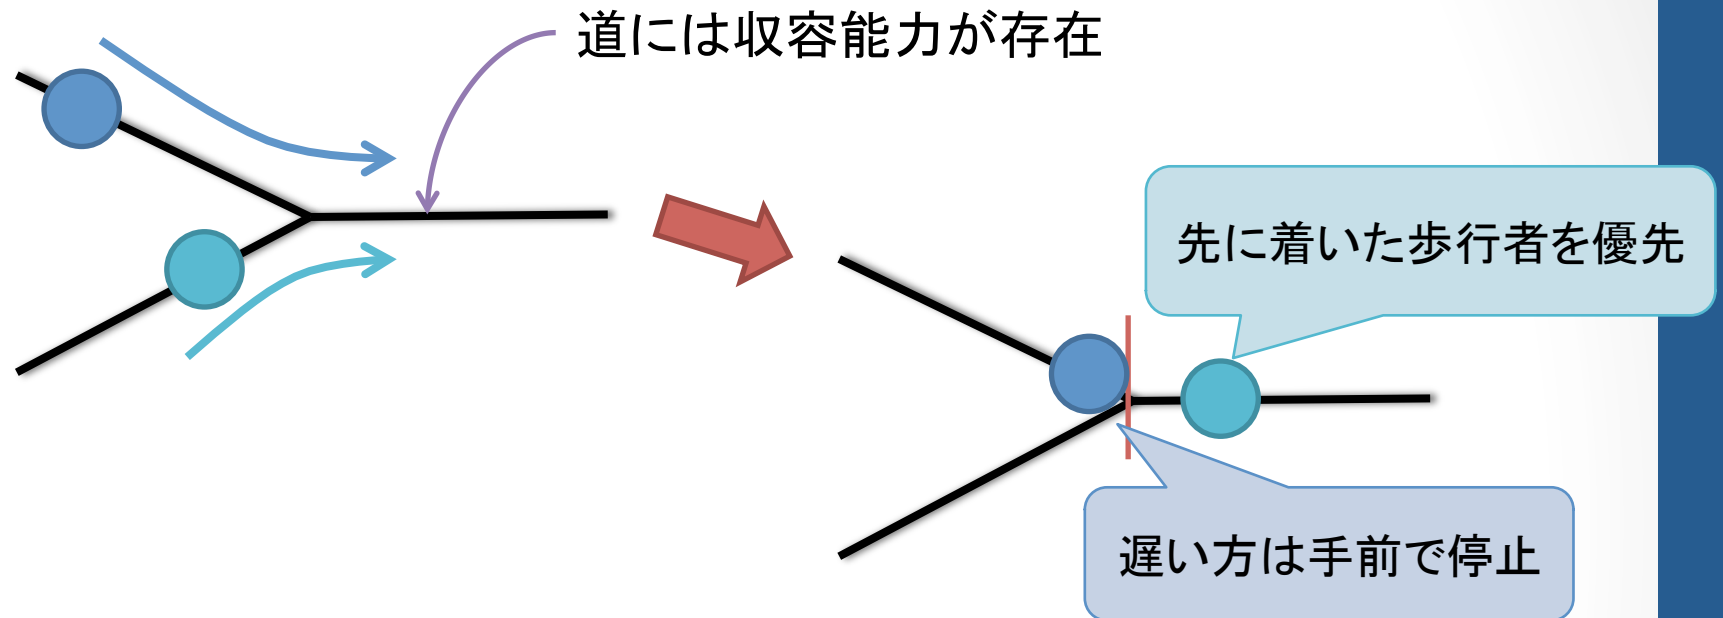 道には収容能力が存在
先に着いた歩行者を優先
遅い方は手前で停止